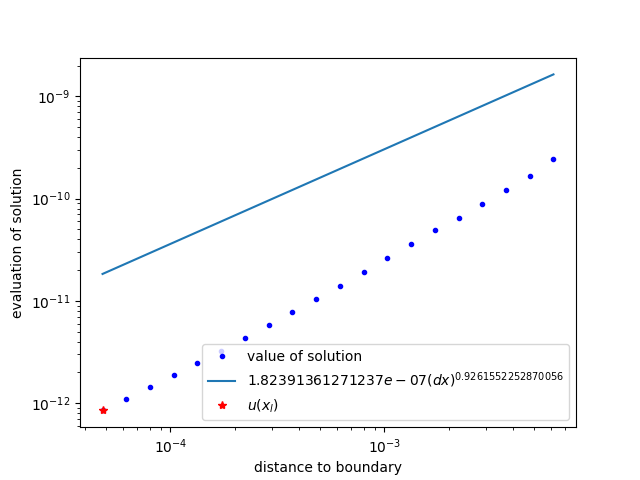 10⁻⁹
10⁻¹⁰
10⁻¹¹
10⁻¹²
evaluation of solution
value of solution
1.82391361271237e − 07(dx)^0.9261552252870056
u(x_l)
10⁻⁴
10⁻³
distance to boundary